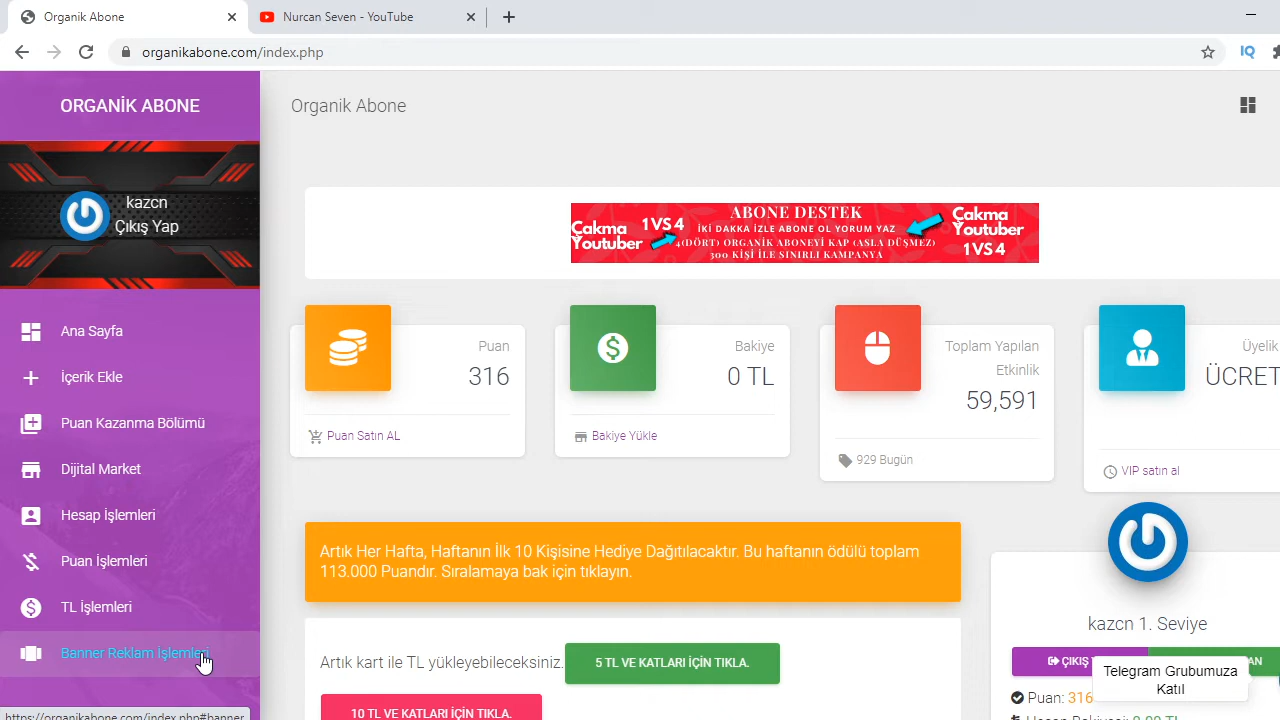 Organik Abone
Nurcan Seven - YouTube
organikabone.com/index.php
IQ
ORGANİK ABONE
Organik Abone
kazcn
Çıkış Yap
Çakma
Youtuber
1VS 4
ABONE DESTEK
İKİ DAKKA İZLE ABONE OL YORUM YAZ
4(DÖRT) ORGANİK ABONEYİ KAP (ASLA DÜŞMEZ)
300 KİŞİ İLE SINIRLI KAMPANYA
Çakma
Youtuber
1VS 4
Ana Sayfa
İçerik Ekle
Puan Kazanma Bölümü
Dijital Market
Hesap İşlemleri
Puan İşlemleri
TL İşlemleri
Banner Reklam İşlemleri
Puan
316
Puan Satın AL
Bakiye
0 TL
Bakiye Yükle
Toplam Yapılan
Etkinlik
59,591
929 Bugün
Üyelik
ÜCRET
VIP satın al
Artık Her Hafta, Haftanın İlk 10 Kişisine Hediye Dağıtılacaktır. Bu haftanın ödülü toplam
113.000 Puandır. Sıralamaya bak için tıklayın.
Artık kart ile TL yükleyebileceksiniz.
5 TL VE KATLARI İÇİN TIKLA.
10 TL VE KATLARI İÇİN TIKLA.
kazcn 1. Seviye
ÇIKIŞ
AN
Telegram Grubumuza
Katıl
Puan: 316
https://organikabone.com/index.php#banner